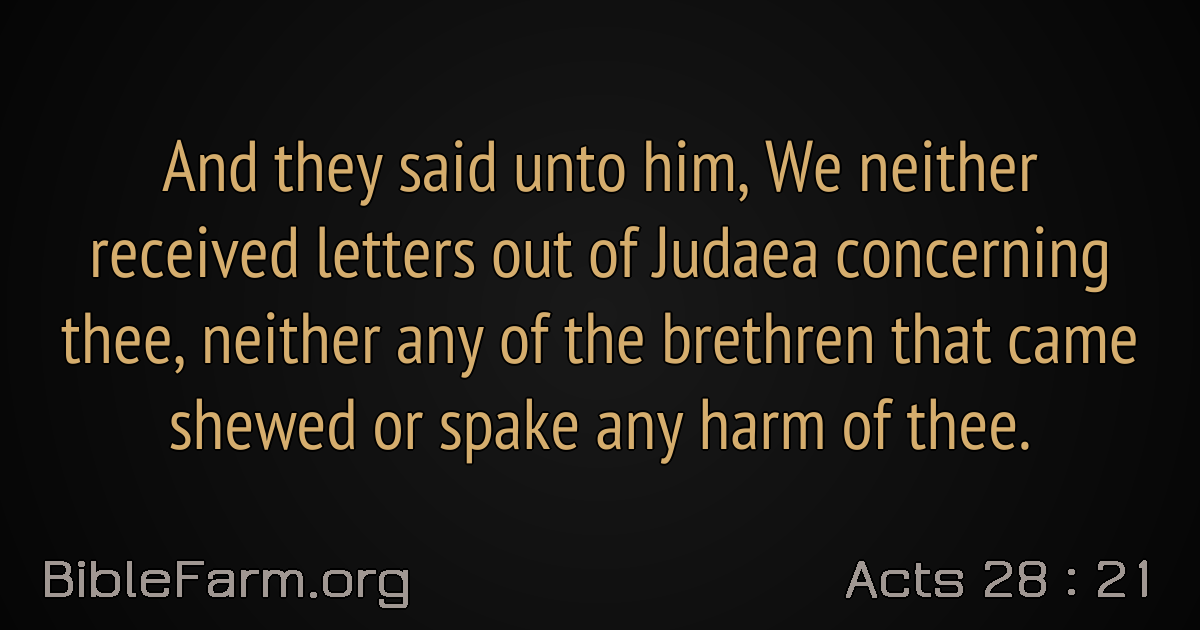 And they said unto him, We neither
received letters out of Judaea concerning
thee, neither any of the brethren that came
shewed or spake any harm of thee.
BibleFarm.org
Acts 28 : 21